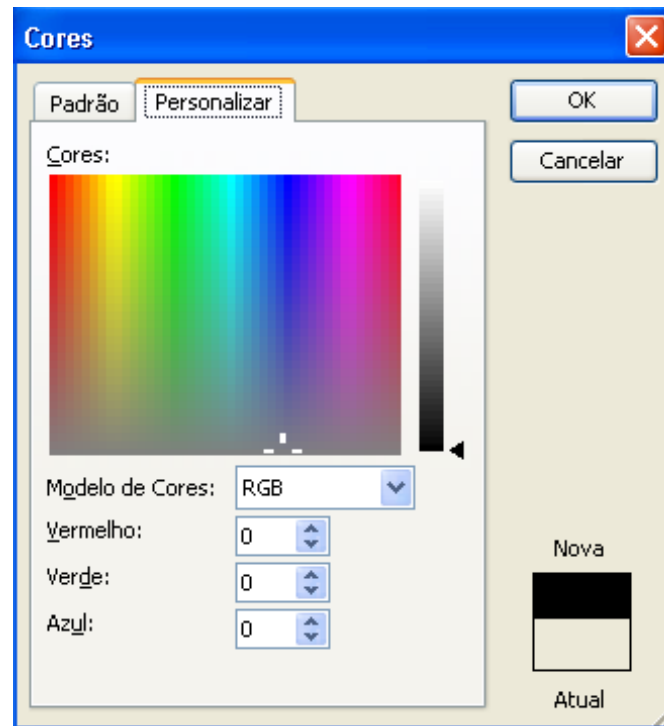 Cores
Padrão Personalizar
OK
Cancelar
Cores:
Modelo de Cores: RGB
Vermelho: 0
Verde: 0
Azul: 0
Nova
Atual